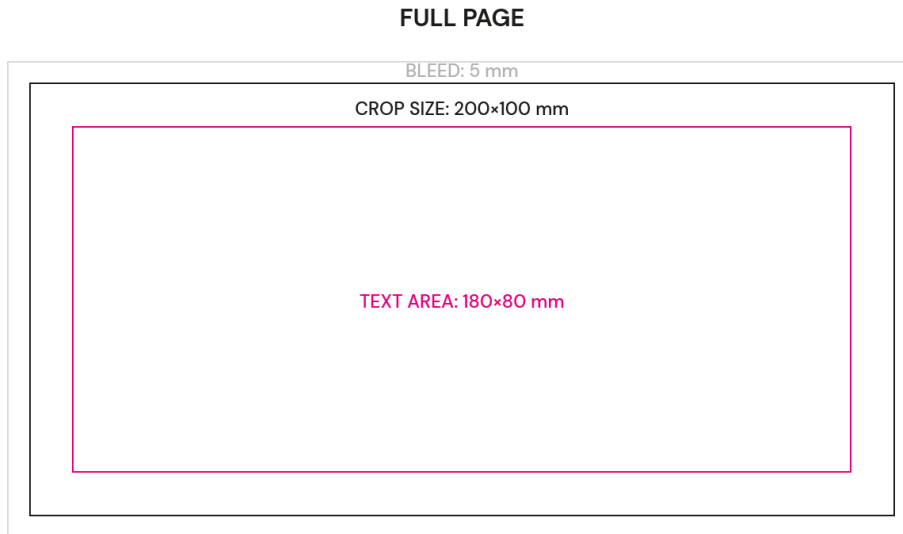 FULL PAGE
BLEED: 5 mm
CROP SIZE: 200×100 mm
TEXT AREA: 180×80 mm